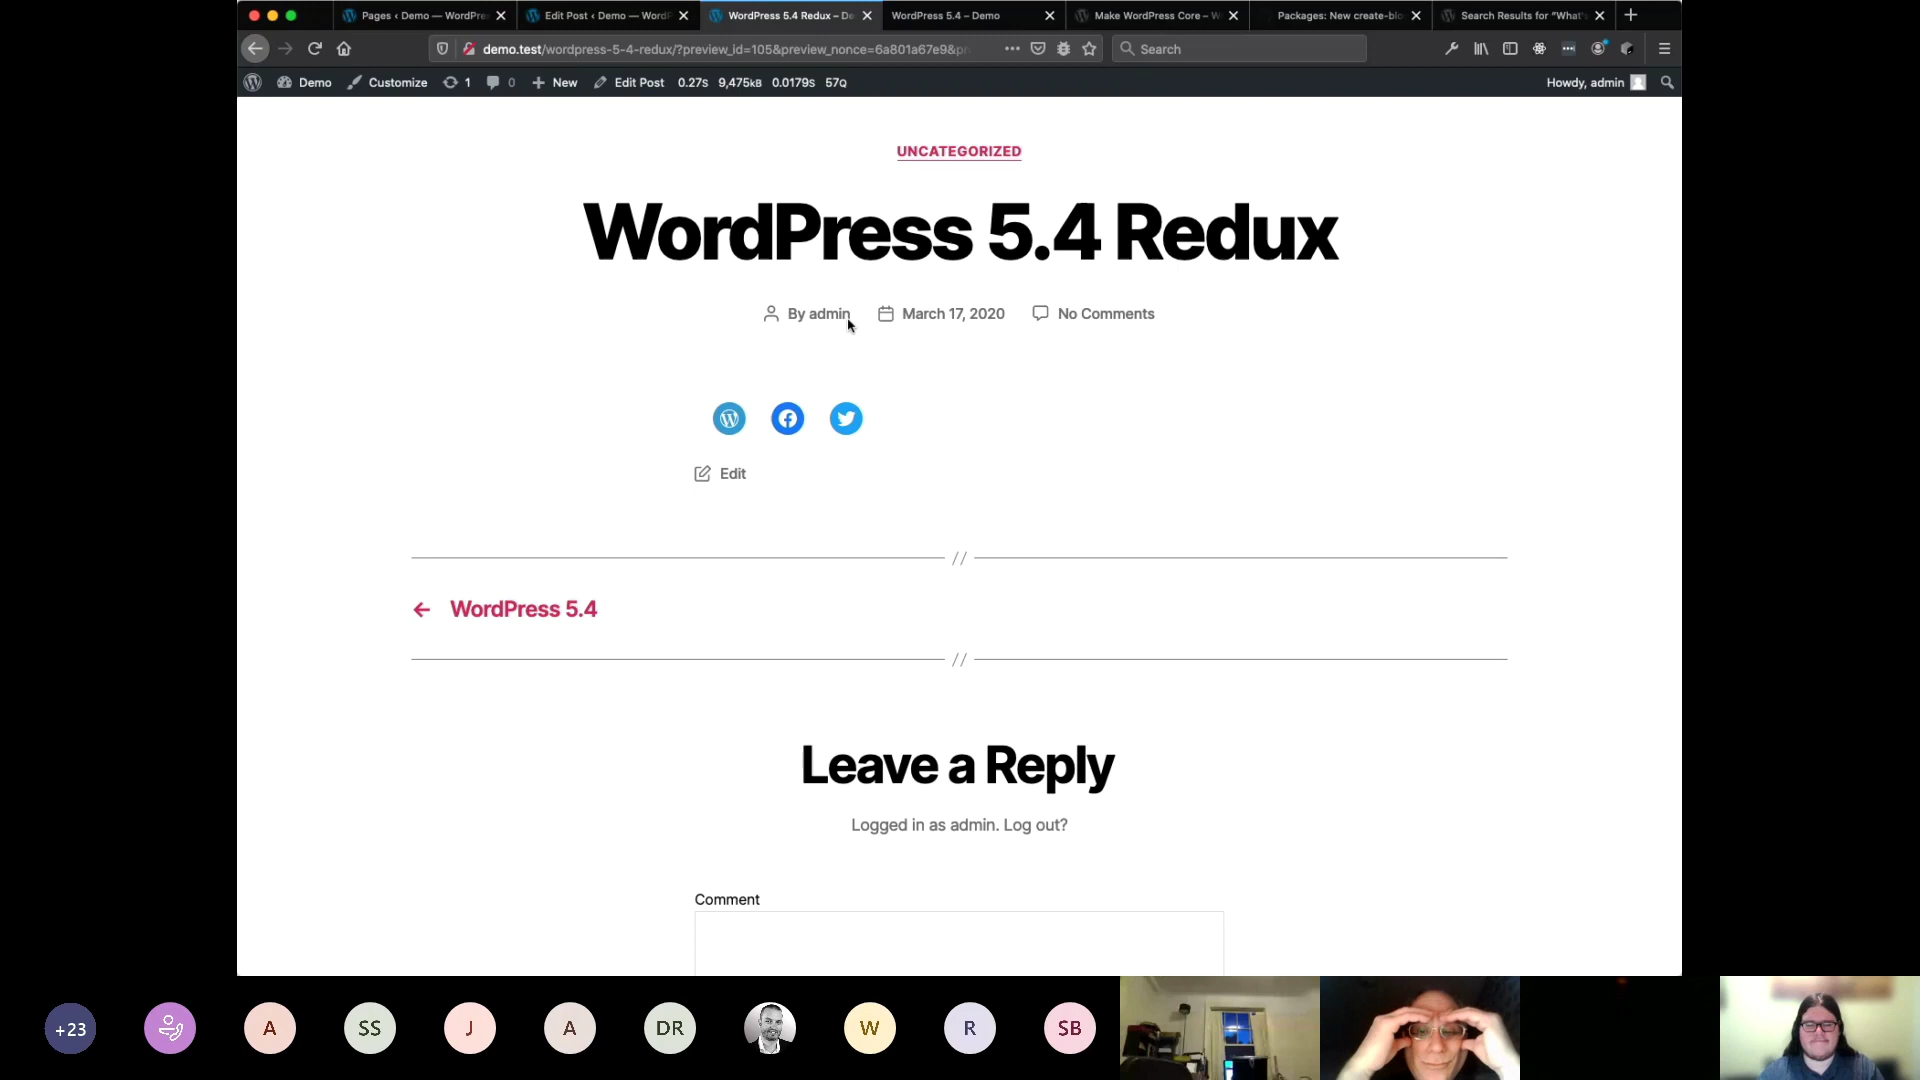 Pages ‹ Demo — WordPre
Edit Post ‹ Demo — Word
WordPress 5.4 Redux – De
WordPress 5.4 – Demo
Make WordPress Core – W
Packages: New create-blo
Search Results for "What'
demo.test/wordpress-5-4-redux/?preview_id=105&preview_nonce=6a801a67e9&pr
Search
Demo
Customize
1
0
New
Edit Post
0.27S 9,475KB 0.0179S 57Q
Howdy, admin
UNCATEGORIZED
WordPress 5.4 Redux
By admin
March 17, 2020
No Comments
Edit
//
← WordPress 5.4
//
Leave a Reply
Logged in as admin. Log out?
Comment
+23
A
SS
J
A
DR
W
R
SB